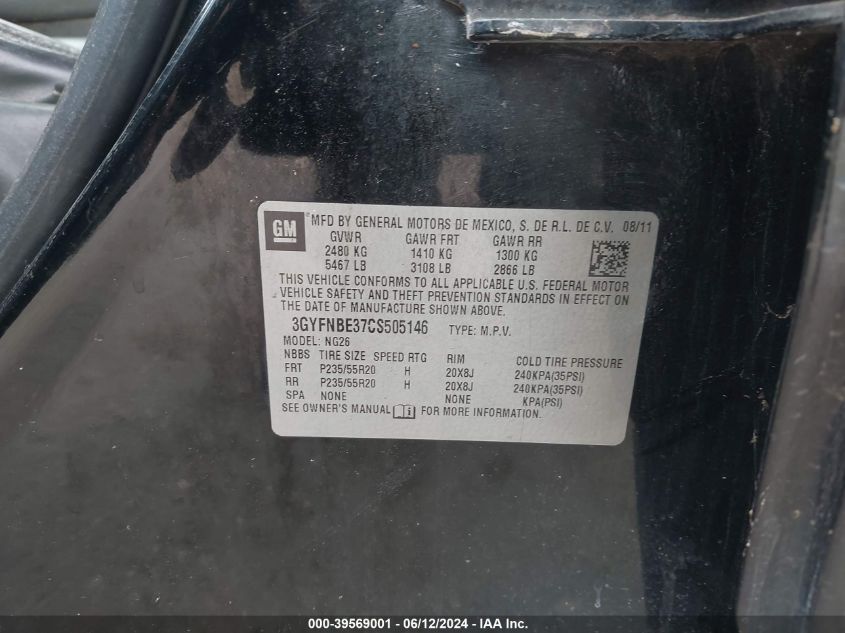 GM MFD BY GENERAL MOTORS DE MEXICO, S. DE R.L. DE C.V. 08/11
GVWR GAWR FRT GAWR RR
2480 KG 1410 KG 1300 KG
5467 LB 3108 LB 2866 LB
THIS VEHICLE CONFORMS TO ALL APPLICABLE U.S. FEDERAL MOTOR
VEHICLE SAFETY AND THEFT PREVENTION STANDARDS IN EFFECT ON
THE DATE OF MANUFACTURE SHOWN ABOVE.
3GYFNBE37CS505146 TYPE: M.P.V.
MODEL: NG26
NBBS TIRE SIZE SPEED RTG RIM COLD TIRE PRESSURE
FRT P235/55R20 H 20X8J 240KPA(35PSI)
RR P235/55R20 H 20X8J 240KPA(35PSI)
SPA NONE NONE KPA(PSI)
SEE OWNER'S MANUAL FOR MORE INFORMATION.
000-39569001 - 06/12/2024 - IAA Inc.